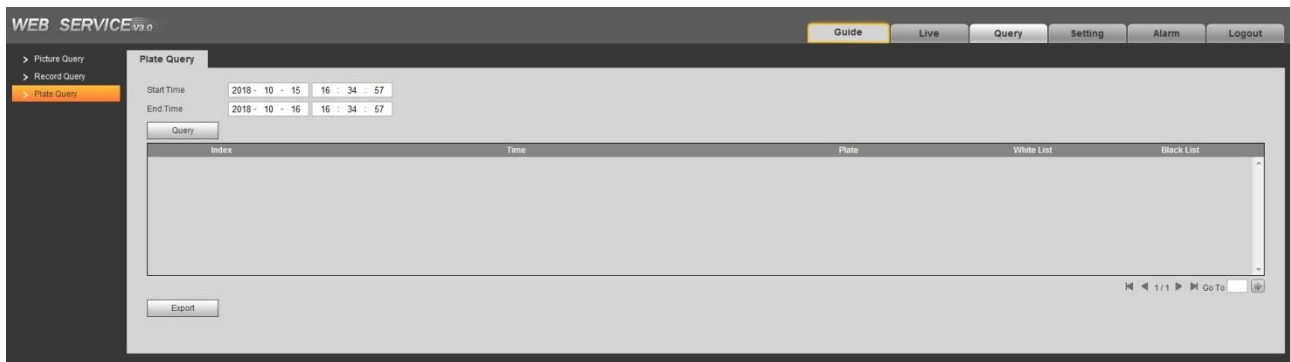 WEB SERVICE V3.0
Guide Live Query Setting Alarm Logout
> Picture Query
> Record Query
> Plate Query
Plate Query
Start Time 2018 - 10 - 15 16 : 34 : 57
End Time 2018 - 10 - 16 16 : 34 : 57
Query
Index Time Plate White List Black List
1 / 1 Go To
Export